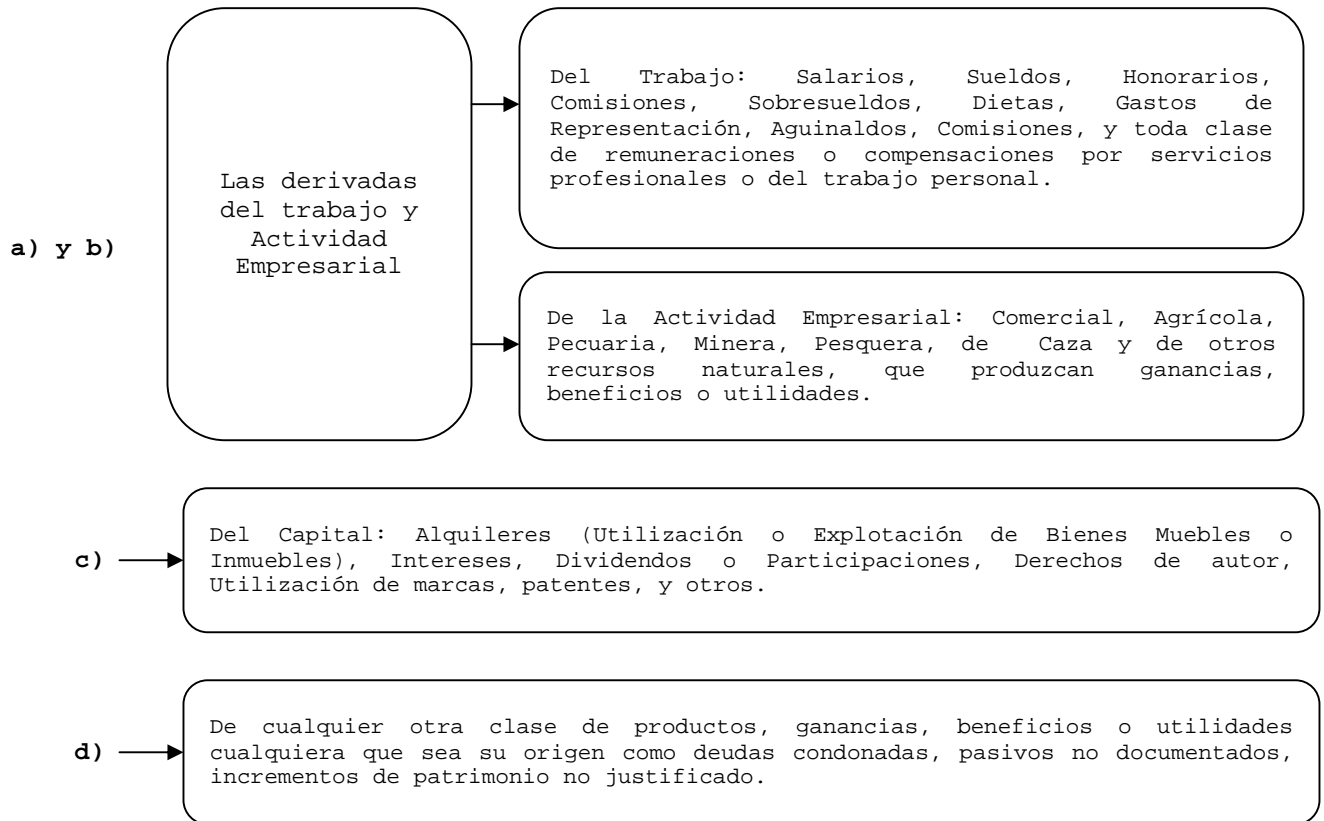 a) y b)
Las derivadas
del trabajo y
Actividad
Empresarial
Del Trabajo: Salarios, Sueldos, Honorarios,
Comisiones, Sobresueldos, Dietas, Gastos de
Representación, Aguinaldos, Comisiones, y toda clase
de remuneraciones o compensaciones por servicios
profesionales o del trabajo personal.
De la Actividad Empresarial: Comercial, Agrícola,
Pecuaria, Minera, Pesquera, de Caza y de otros
recursos naturales, que produzcan ganancias,
beneficios o utilidades.
c)
Del Capital: Alquileres (Utilización o Explotación de Bienes Muebles o
Inmuebles), Intereses, Dividendos o Participaciones, Derechos de autor,
Utilización de marcas, patentes, y otros.
d)
De cualquier otra clase de productos, ganancias, beneficios o utilidades
cualquiera que sea su origen como deudas condonadas, pasivos no documentados,
incrementos de patrimonio no justificado.